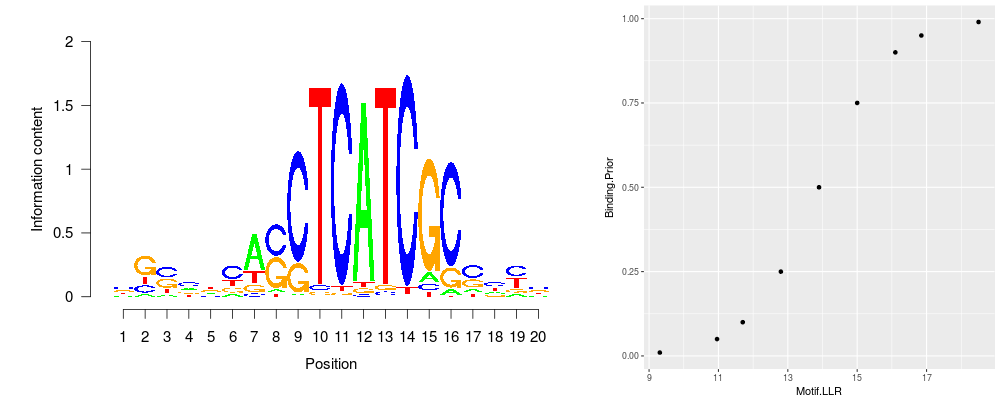 2
1.5
1
0.5
0
Information content
1 2 3 4 5 6 7 8 9 10 11 12 13 14 15 16 17 18 19 20
Position
G C C A C G C G T C A T C G C G C C T
1.00
0.75
0.50
0.25
0.00
Binding.Prior
9 11 13 15 17
Motif.LLR